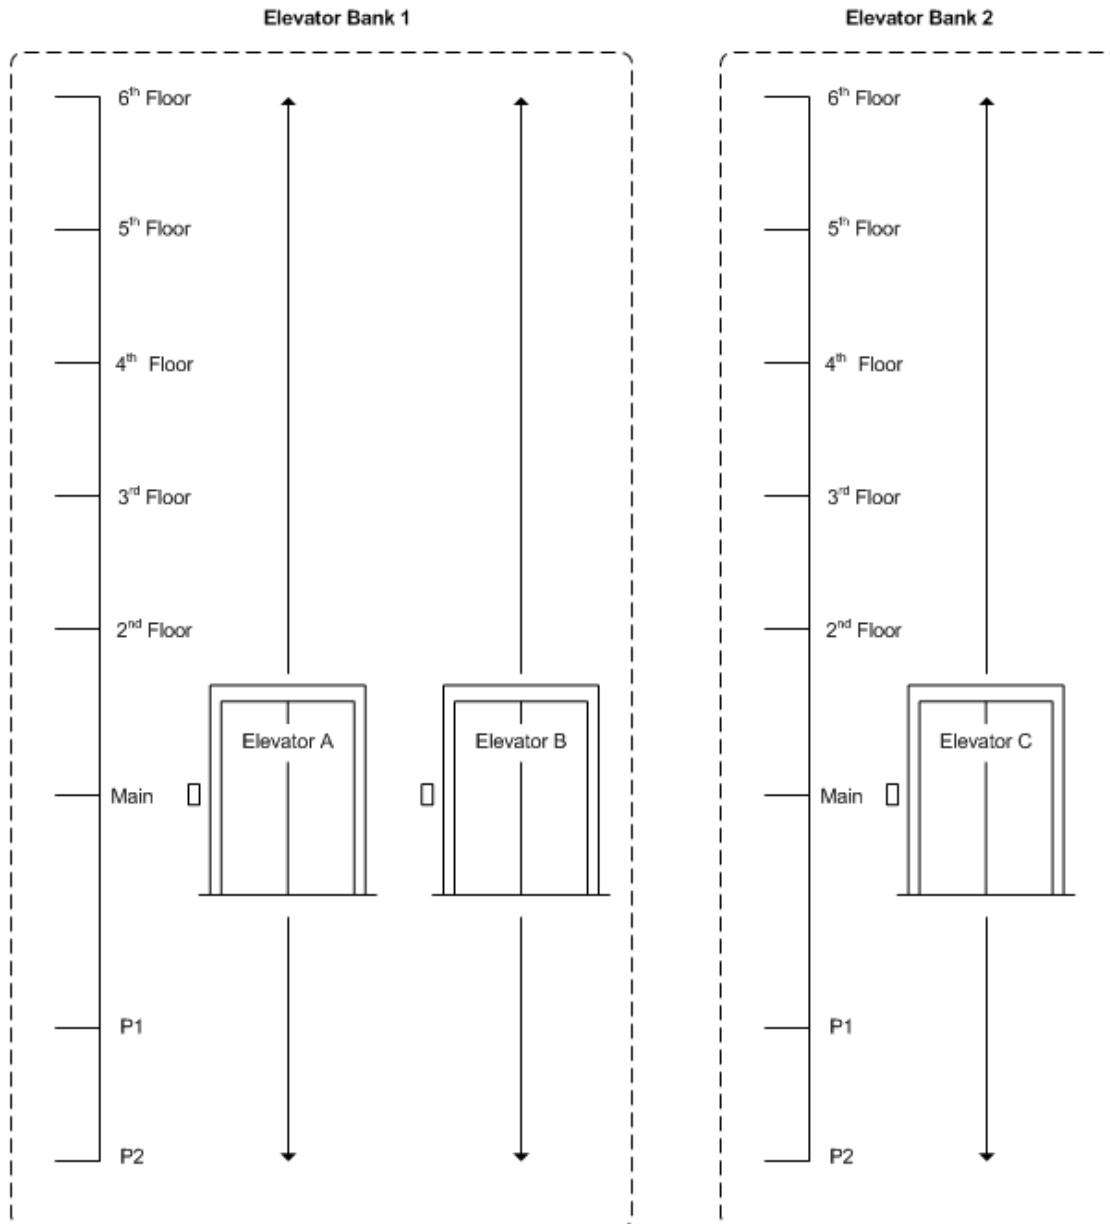 Elevator Bank 1
6th Floor
5th Floor
4th Floor
3rd Floor
2nd Floor
Elevator A
Elevator B
Main
P1
P2
Elevator Bank 2
6th Floor
5th Floor
4th Floor
3rd Floor
2nd Floor
Elevator C
Main
P1
P2